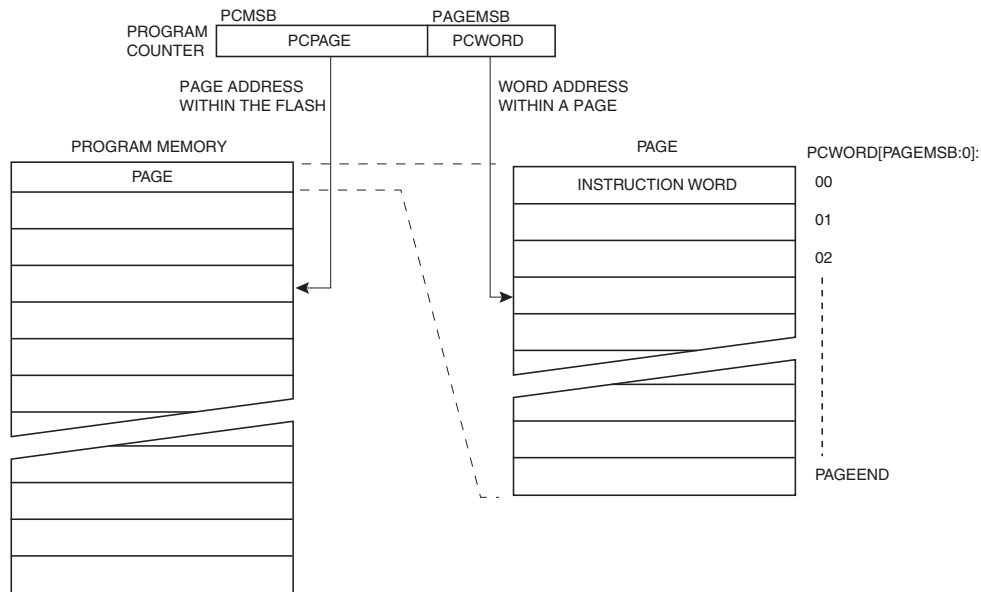 PCMSB
PAGEMSB
PROGRAM
COUNTER
PCPAGE
PCWORD
PAGE ADDRESS
WITHIN THE FLASH
WORD ADDRESS
WITHIN A PAGE
PROGRAM MEMORY
PAGE
PAGE
INSTRUCTION WORD
PCWORD[PAGEMSB:0]:
00
01
02
PAGEEND